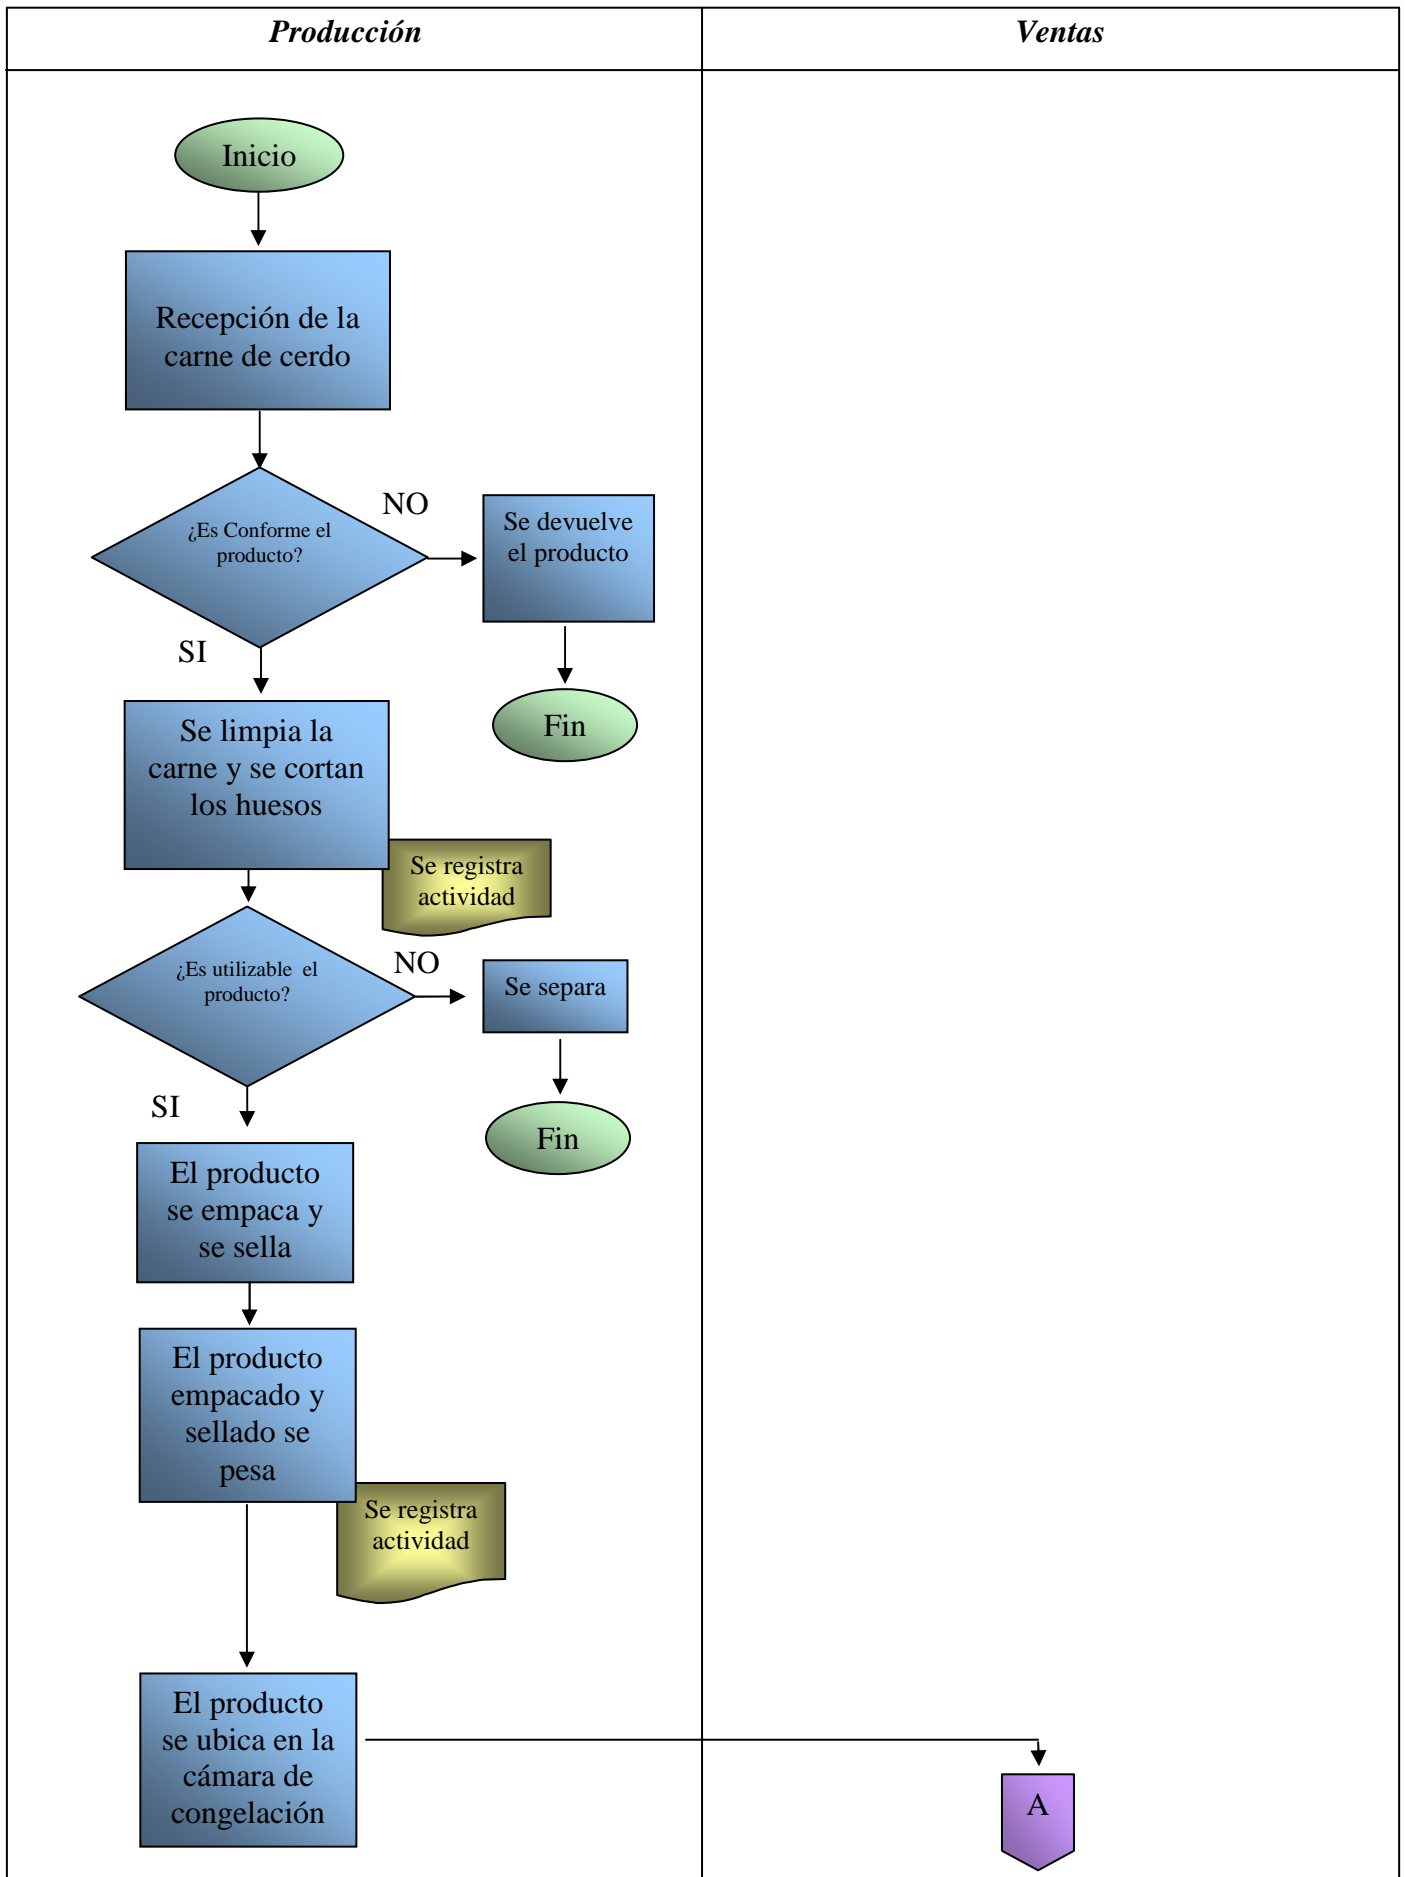 Producción
Ventas
Inicio
Recepción de la
carne de cerdo
¿Es Conforme el
producto?
NO
Se devuelve
el producto
SI
Fin
Se limpia la
carne y se cortan
los huesos
Se registra
actividad
¿Es utilizable el
producto?
NO
Se separa
SI
Fin
El producto
se empaca y
se sella
El producto
empacado y
sellado se
pesa
Se registra
actividad
El producto
se ubica en la
cámara de
congelación
A